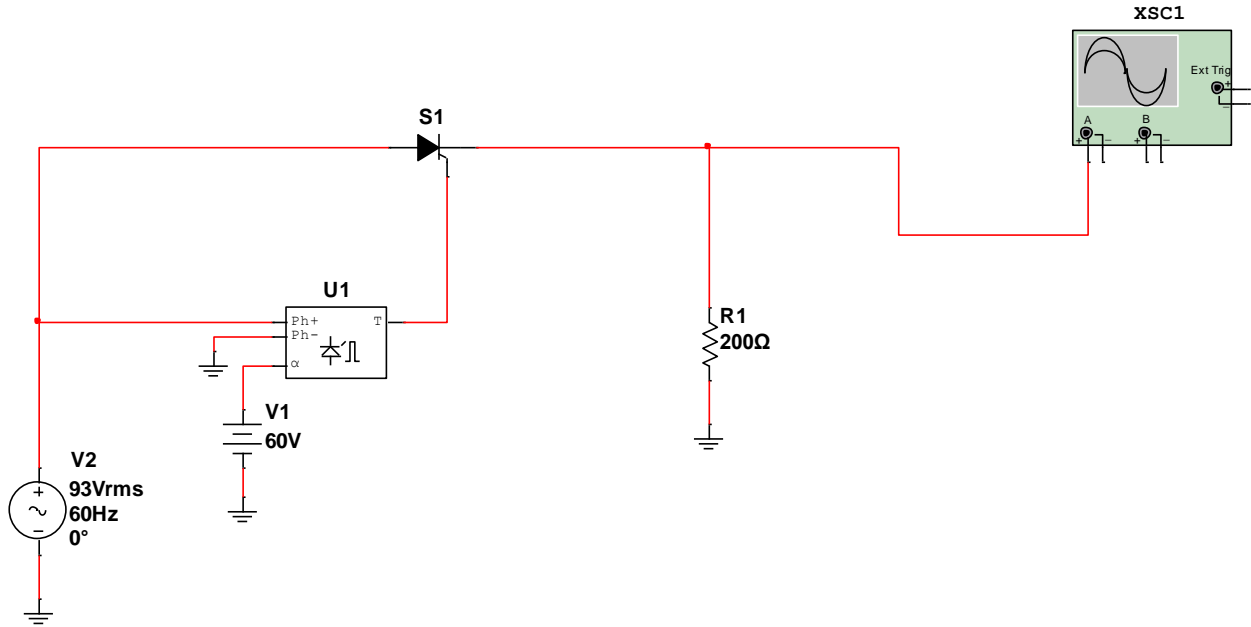 XSC1
Ext Trig
+
−
A
B
+
−
+
−
S1
U1
Ph+
T
Ph-
α
R1
200Ω
V1
60V
V2
93Vrms
60Hz
0°
+
−